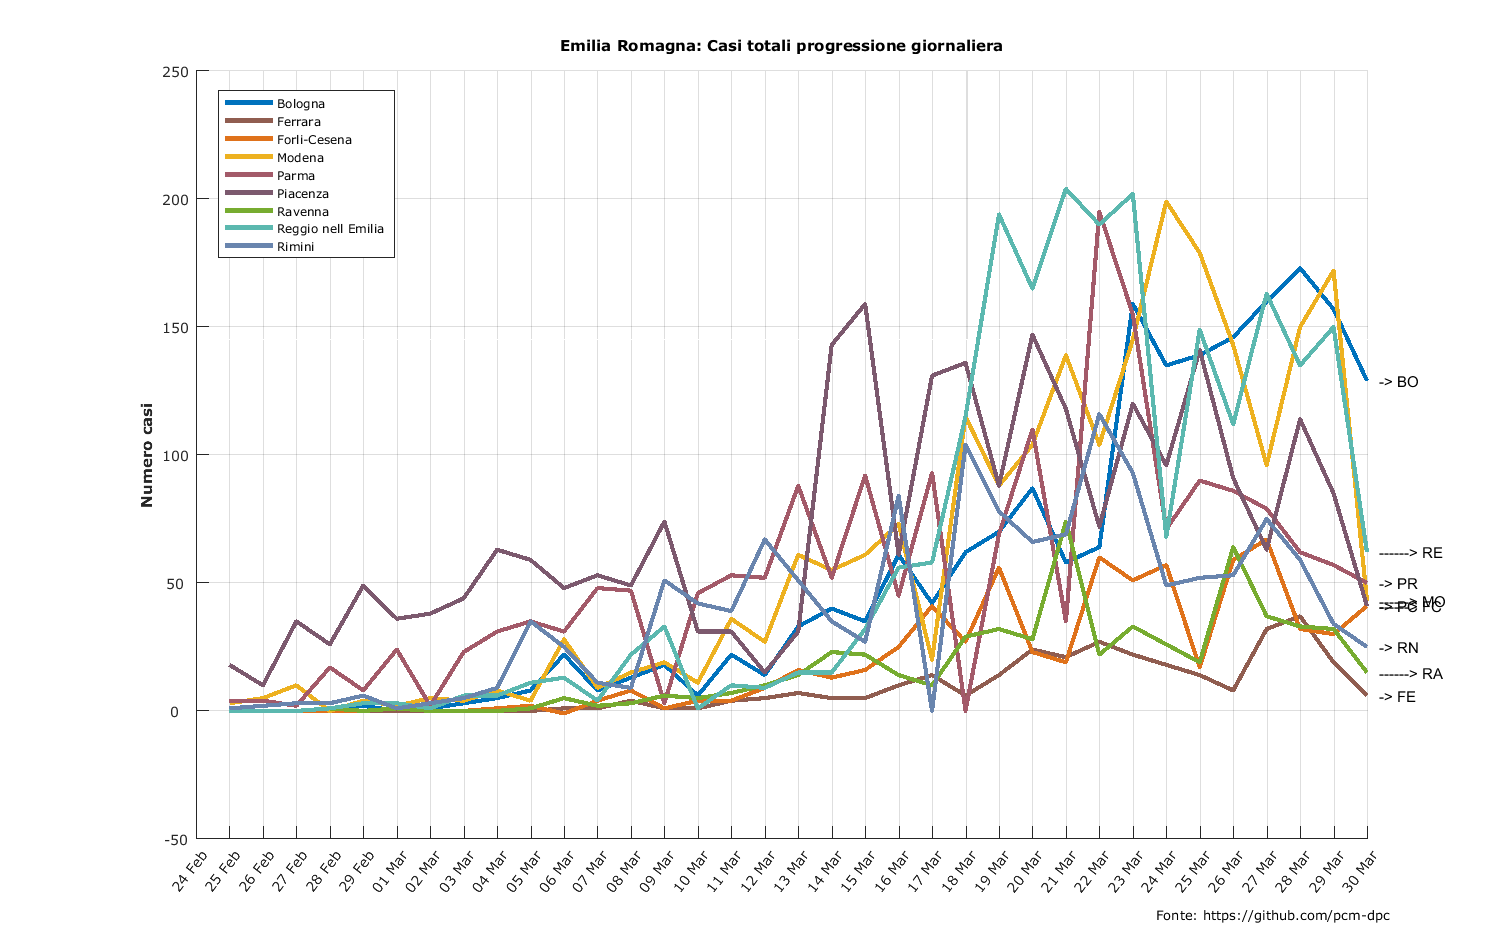 Emilia Romagna: Casi totali progressione giornaliera
250
200
150
100
50
0
-50
Numero casi
Bologna
Ferrara
Forli-Cesena
Modena
Parma
Piacenza
Ravenna
Reggio nell Emilia
Rimini
-> BO
------> RE
-> PR
------> MO
-> PC
FC
-> RN
------> RA
-> FE
24 Feb
25 Feb
26 Feb
27 Feb
28 Feb
29 Feb
01 Mar
02 Mar
03 Mar
04 Mar
05 Mar
06 Mar
07 Mar
08 Mar
09 Mar
10 Mar
11 Mar
12 Mar
13 Mar
14 Mar
15 Mar
16 Mar
17 Mar
18 Mar
19 Mar
20 Mar
21 Mar
22 Mar
23 Mar
24 Mar
25 Mar
26 Mar
27 Mar
28 Mar
29 Mar
30 Mar
Fonte: https://github.com/pcm-dpc